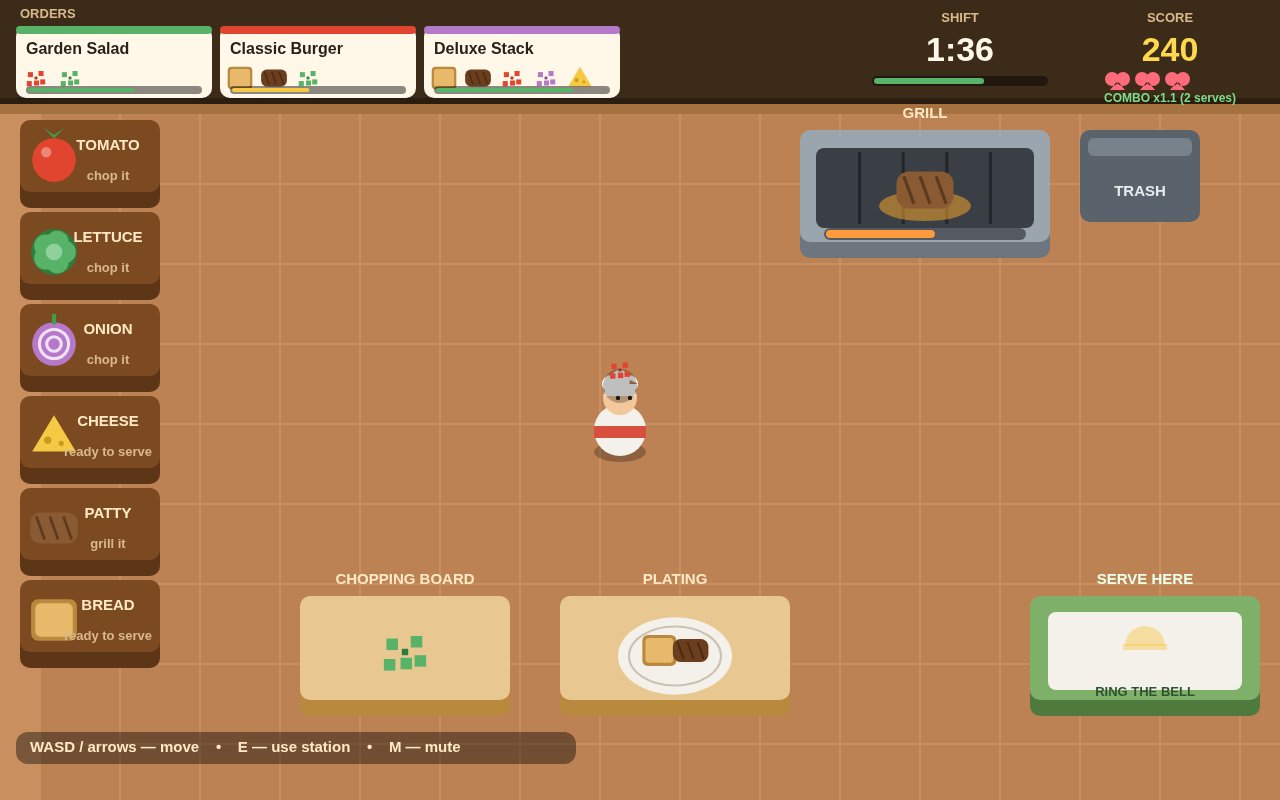 ORDERS
Garden Salad
Classic Burger
Deluxe Stack
SHIFT
1:36
SCORE
240
COMBO x1.1 (2 serves)
GRILL
TRASH
TOMATO
chop it
LETTUCE
chop it
ONION
chop it
CHEESE
ready to serve
PATTY
grill it
BREAD
ready to serve
CHOPPING BOARD
PLATING
SERVE HERE
RING THE BELL
WASD / arrows — move • E — use station • M — mute